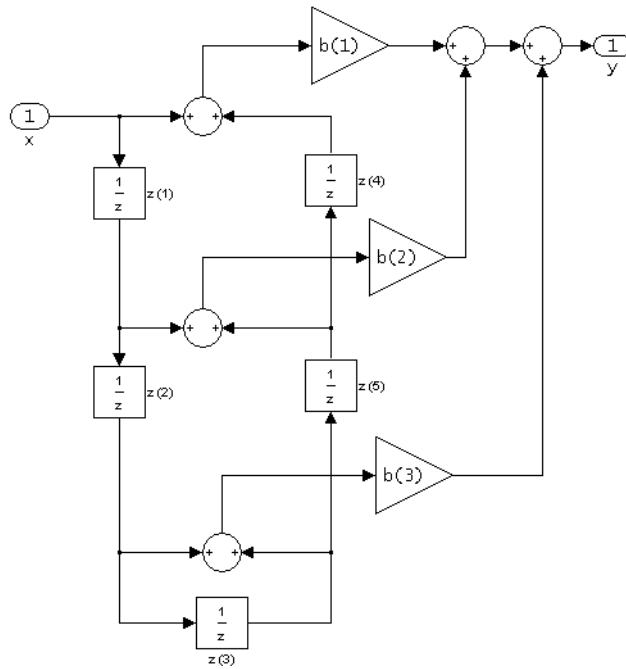 b(1)
+
+
+
+
1
y
1
x
+
+
1
z
z(1)
1
z
z(4)
b(2)
+
+
1
z
z(2)
1
z
z(5)
b(3)
+
+
1
z
z(3)